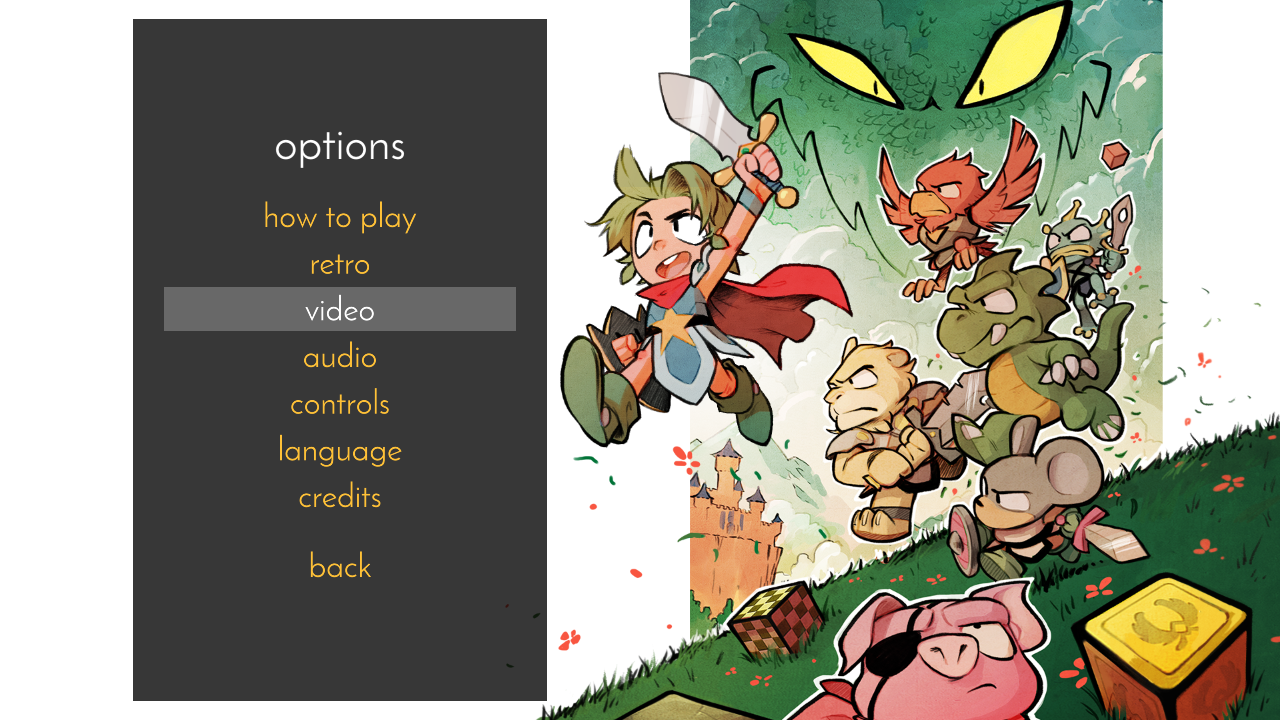 options
how to play
retro
video
audio
controls
language
credits
back